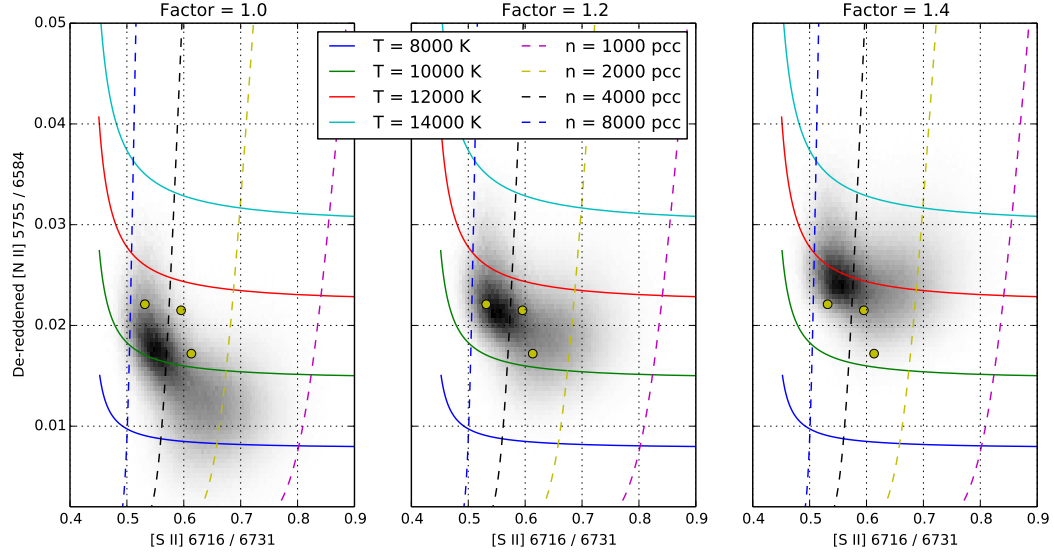 Factor = 1.0
Factor = 1.2
Factor = 1.4
T = 8000 K
T = 10000 K
T = 12000 K
T = 14000 K
n = 1000 pcc
n = 2000 pcc
n = 4000 pcc
n = 8000 pcc
De-reddened [N II] 5755 / 6584
0.05
0.04
0.03
0.02
0.01
0.4 0.5 0.6 0.7 0.8 0.9
0.4 0.5 0.6 0.7 0.8 0.9
0.4 0.5 0.6 0.7 0.8 0.9
[S II] 6716 / 6731
[S II] 6716 / 6731
[S II] 6716 / 6731